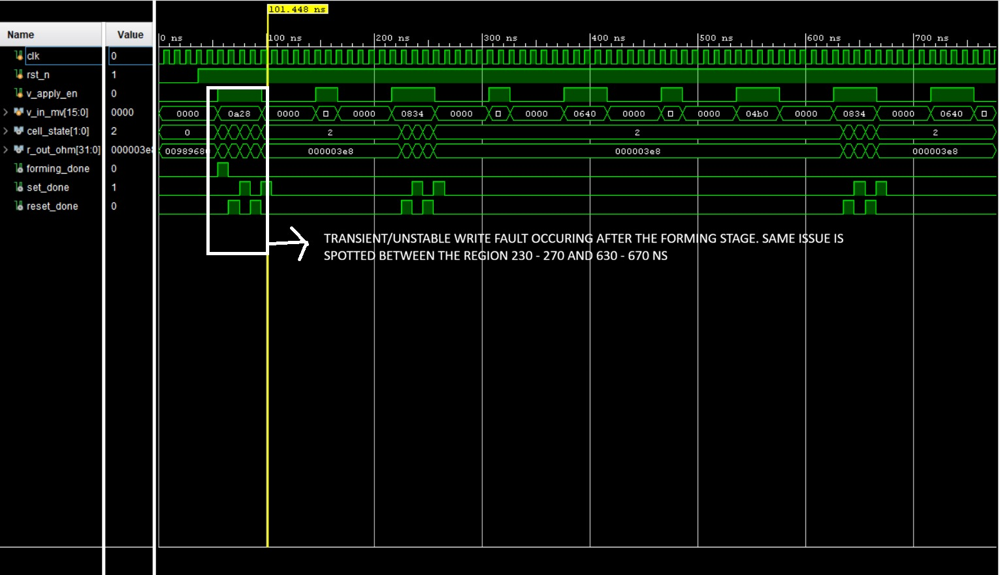 101.448 ns
Name Value
0 ns 100 ns 200 ns 300 ns 400 ns 500 ns 600 ns 700 ns
clk 0
rst_n 1
v_apply_en 0
v_in_mv[15:0] 0000 0000 0a28 0000 0000 0834 0000 0000 0640 0000 0000 04b0 0000 0834 0000 0640
cell_state[1:0] 2 0 2 2 2
r_out_ohm[31:0] 000003e8 00989680 000003e8 000003e8 000003e8
forming_done 0
set_done 1
reset_done 0
TRANSIENT/UNSTABLE WRITE FAULT OCCURING AFTER THE FORMING STAGE. SAME ISSUE IS
SPOTTED BETWEEN THE REGION 230 - 270 AND 630 - 670 NS